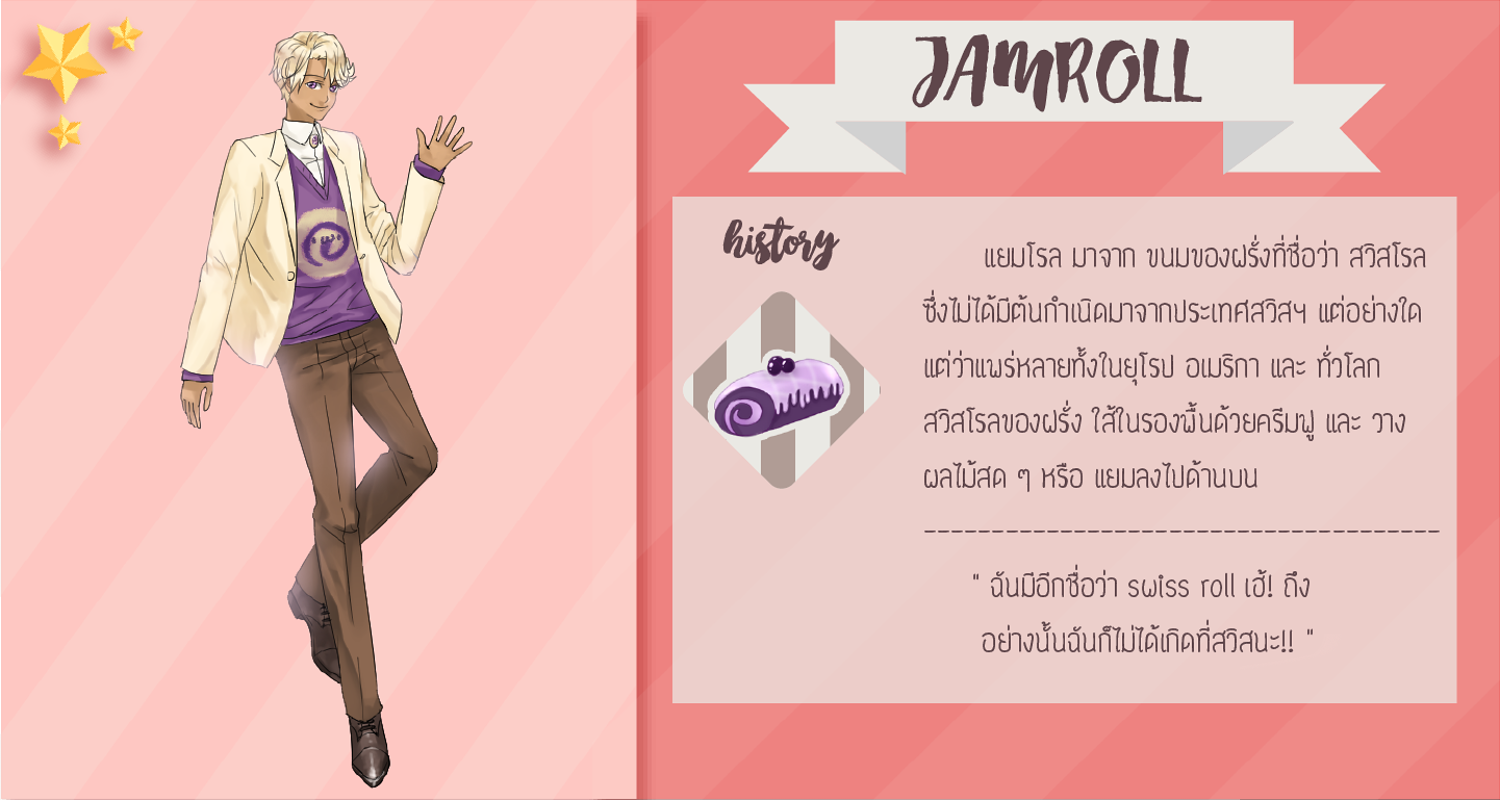 JAMROLL
history
แยมโรล มาจาก ขนมของฝรั่งที่ชื่อว่า สวิสโรล
ซึ่งไม่ได้มีต้นกำเนิดมาจากประเทศสวิสฯ แต่อย่างใด
แต่ว่าแพร่หลายทั้งในยุโรป อเมริกา และ ทั่วโลก
สวิสโรลของฝรั่ง ใส้ในรองพื้นด้วยครีมฟู และ วาง
ผลไม้สด ๆ หรือ แยมลงไปด้านบน
" ฉันมีอีกชื่อว่า swiss roll เฮ้! ถึง
อย่างนั้นฉันก็ไม่ได้เกิดที่สวิสนะ!! "